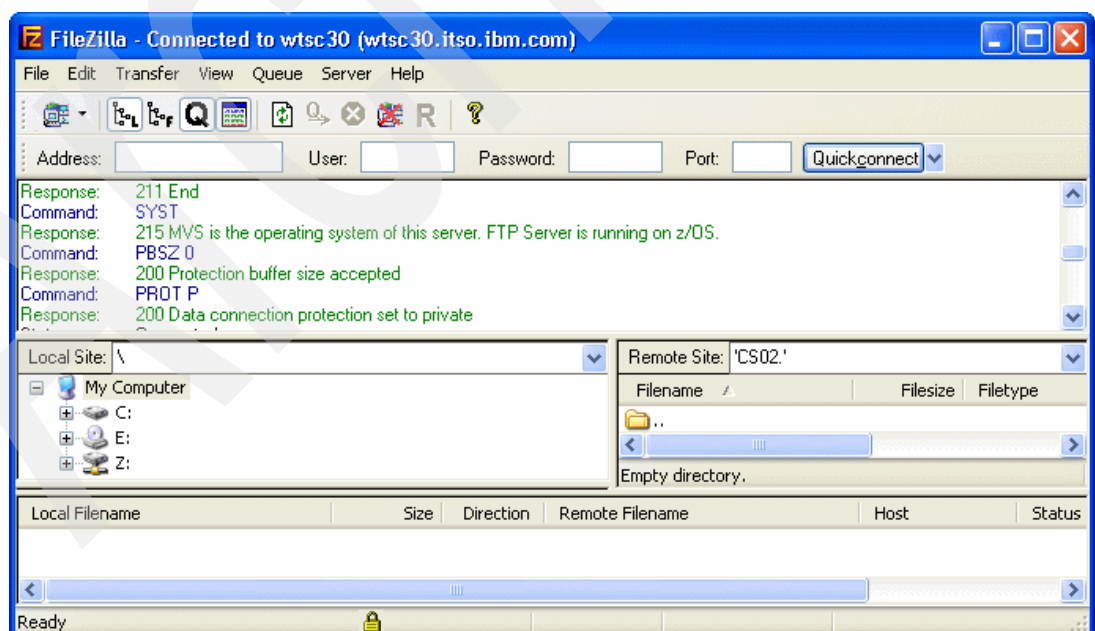 FileZilla - Connected to wtsc30 (wtsc30.itso.ibm.com)
File Edit Transfer View Queue Server Help
L F Q R ?
Address: User: Password: Port: Quickconnect
Response: 211 End
Command: SYST
Response: 215 MVS is the operating system of this server. FTP Server is running on z/OS.
Command: PBSZ 0
Response: 200 Protection buffer size accepted
Command: PROT P
Response: 200 Data connection protection set to private
Local Site: \ Remote Site: 'CS02.'
My Computer
C:
E:
Z:
Filename Filesize Filetype
..
Empty directory.
Local Filename Size Direction Remote Filename Host Status
Ready